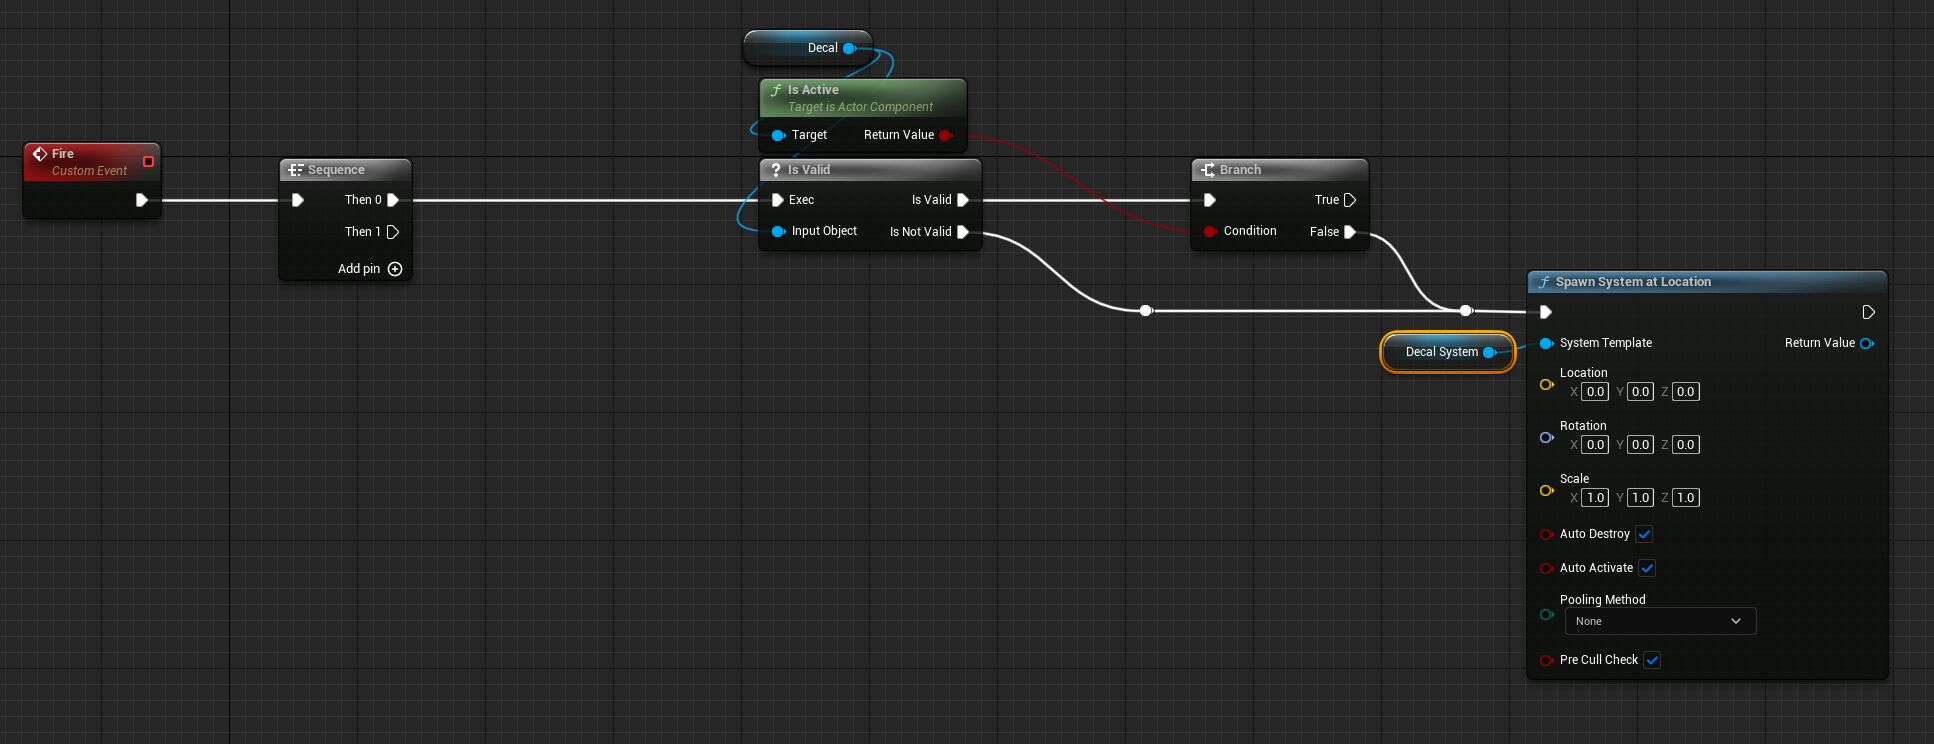 Decal
Is Active
Target is Actor Component
Target Return Value
Fire
Custom Event
Sequence
Then 0
Then 1
Add pin
Is Valid
Exec Is Valid
Input Object Is Not Valid
Branch
True
Condition False
Spawn System at Location
Decal System
System Template Return Value
Location
X 0.0 Y 0.0 Z 0.0
Rotation
X 0.0 Y 0.0 Z 0.0
Scale
X 1.0 Y 1.0 Z 1.0
Auto Destroy
Auto Activate
Pooling Method
None
Pre Cull Check